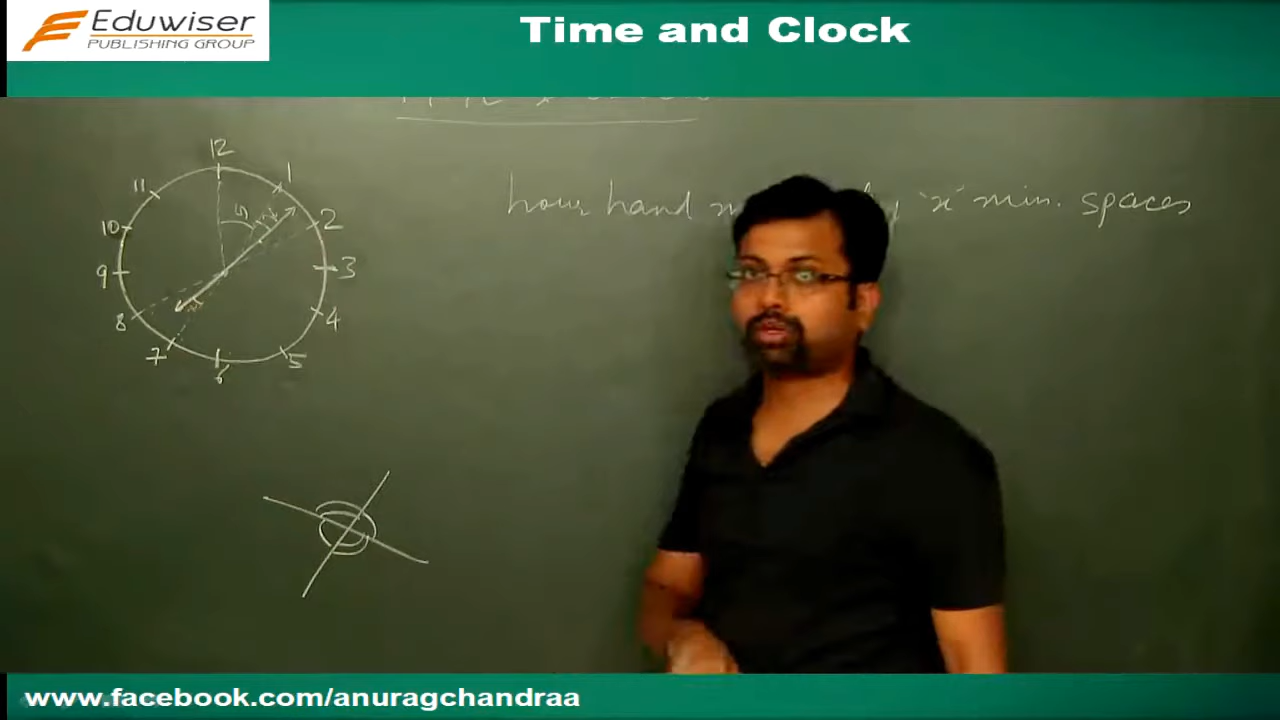 Eduwiser
PUBLISHING GROUP
Time and Clock
12
11
1
10
2
9
3
8
4
7
5
6
hour hand
'x' min. spaces
www.facebook.com/anuragchandraa